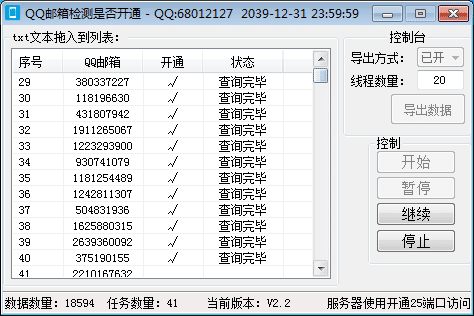 QQ邮箱检测是否开通 - QQ:68012127 2039-12-31 23:59:59
txt文本拖入到列表:
序号 QQ邮箱 开通 状态
29 380337227 √ 查询完毕
30 118196630 √ 查询完毕
31 431807942 √ 查询完毕
32 1911265067 √ 查询完毕
33 1223293900 √ 查询完毕
34 930741079 √ 查询完毕
35 1181254489 √ 查询完毕
36 1242811307 √ 查询完毕
37 504831936 √ 查询完毕
38 1625880315 √ 查询完毕
39 2639360092 √ 查询完毕
40 375190155 √ 查询完毕
41 2210167632
控制台
导出方式: 已开
线程数量: 20
导出数据
控制
开始
暂停
继续
停止
数据数量: 18594 任务数量: 41 当前版本: V2.2 服务器使用开通25端口访问